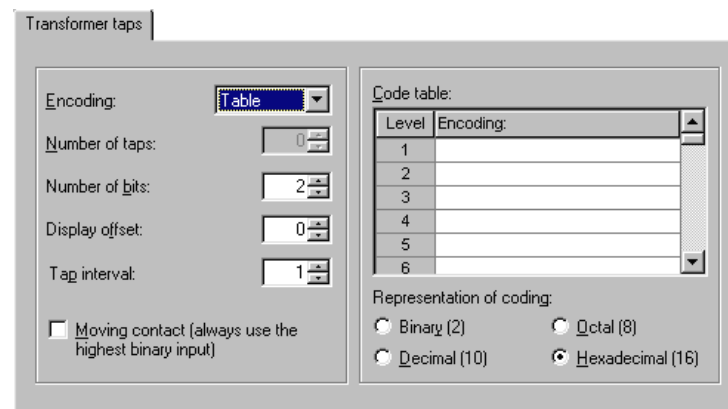 Transformer taps
Encoding: Table
Number of taps: 0
Number of bits: 2
Display offset: 0
Tap interval: 1
Moving contact (always use the
highest binary input)
Code table:
Level Encoding:
1
2
3
4
5
6
Representation of coding:
Binary (2) Octal (8)
Decimal (10) Hexadecimal (16)